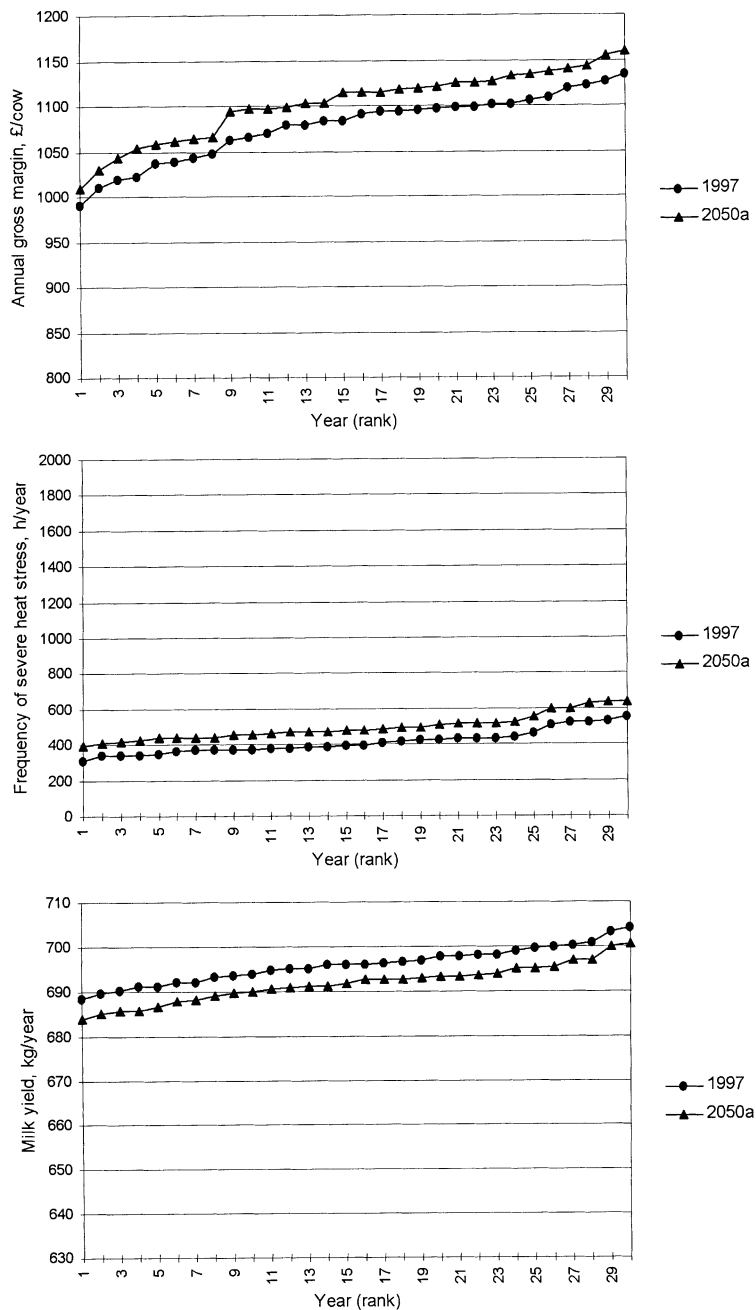 1200
1150
1100
1050
1000
950
900
850
800
Annual gross margin, £/cow
1 3 5 7 9 11 13 15 17 19 21 23 25 27 29
Year (rank)
1997
2050a
2000
1800
1600
1400
1200
1000
800
600
400
200
0
Frequency of severe heat stress, h/year
1 3 5 7 9 11 13 15 17 19 21 23 25 27 29
Year (rank)
1997
2050a
710
700
690
680
670
660
650
640
630
Milk yield, kg/year
1 3 5 7 9 11 13 15 17 19 21 23 25 27 29
Year (rank)
1997
2050a